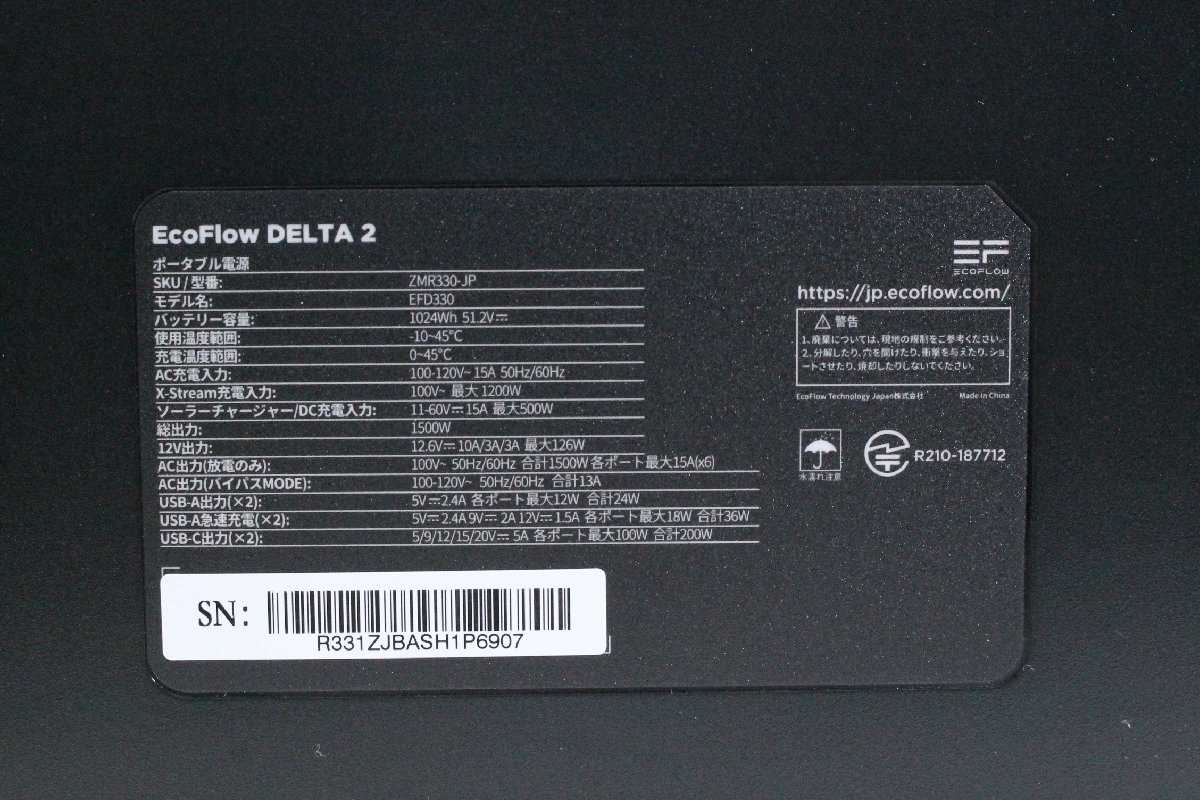 EcoFlow DELTA 2
ポータブル電源
SKU / 型番: ZMR330-JP
モデル名: EFD330
バッテリー容量: 1024Wh 51.2V⎓
使用温度範囲: -10~45°C
充電温度範囲: 0~45°C
AC充電入力: 100-120V~ 15A 50Hz/60Hz
X-Stream充電入力: 100V~ 最大 1200W
ソーラーチャージャー/DC充電入力: 11-60V⎓15A 最大500W
総出力: 1500W
12V出力: 12.6V⎓10A/3A/3A 最大126W
AC出力(放電のみ): 100V~ 50Hz/60Hz 合計1500W 各ポート最大15A(x6)
AC出力(バイパスMODE): 100-120V~ 50Hz/60Hz 合計13A
USB-A出力(×2): 5V⎓2.4A 各ポート最大12W 合計24W
USB-A急速充電(×2): 5V⎓2.4A 9V⎓2A 12V⎓1.5A 各ポート最大18W 合計36W
USB-C出力(×2): 5/9/12/15/20V⎓ 5A 各ポート最大100W 合計200W
SN:
R331ZJBASH1P6907
EF
ECOFLOW
https://jp.ecoflow.com/
警告
1. 廃棄については、現地の規制をご参考ください。
2. 分解したり、穴を開けたり、衝撃を与えたり、ショ
ートさせたり、焼却したりしないでください。
EcoFlow Technology Japan株式会社 Made in China
水濡れ注意
R210-187712